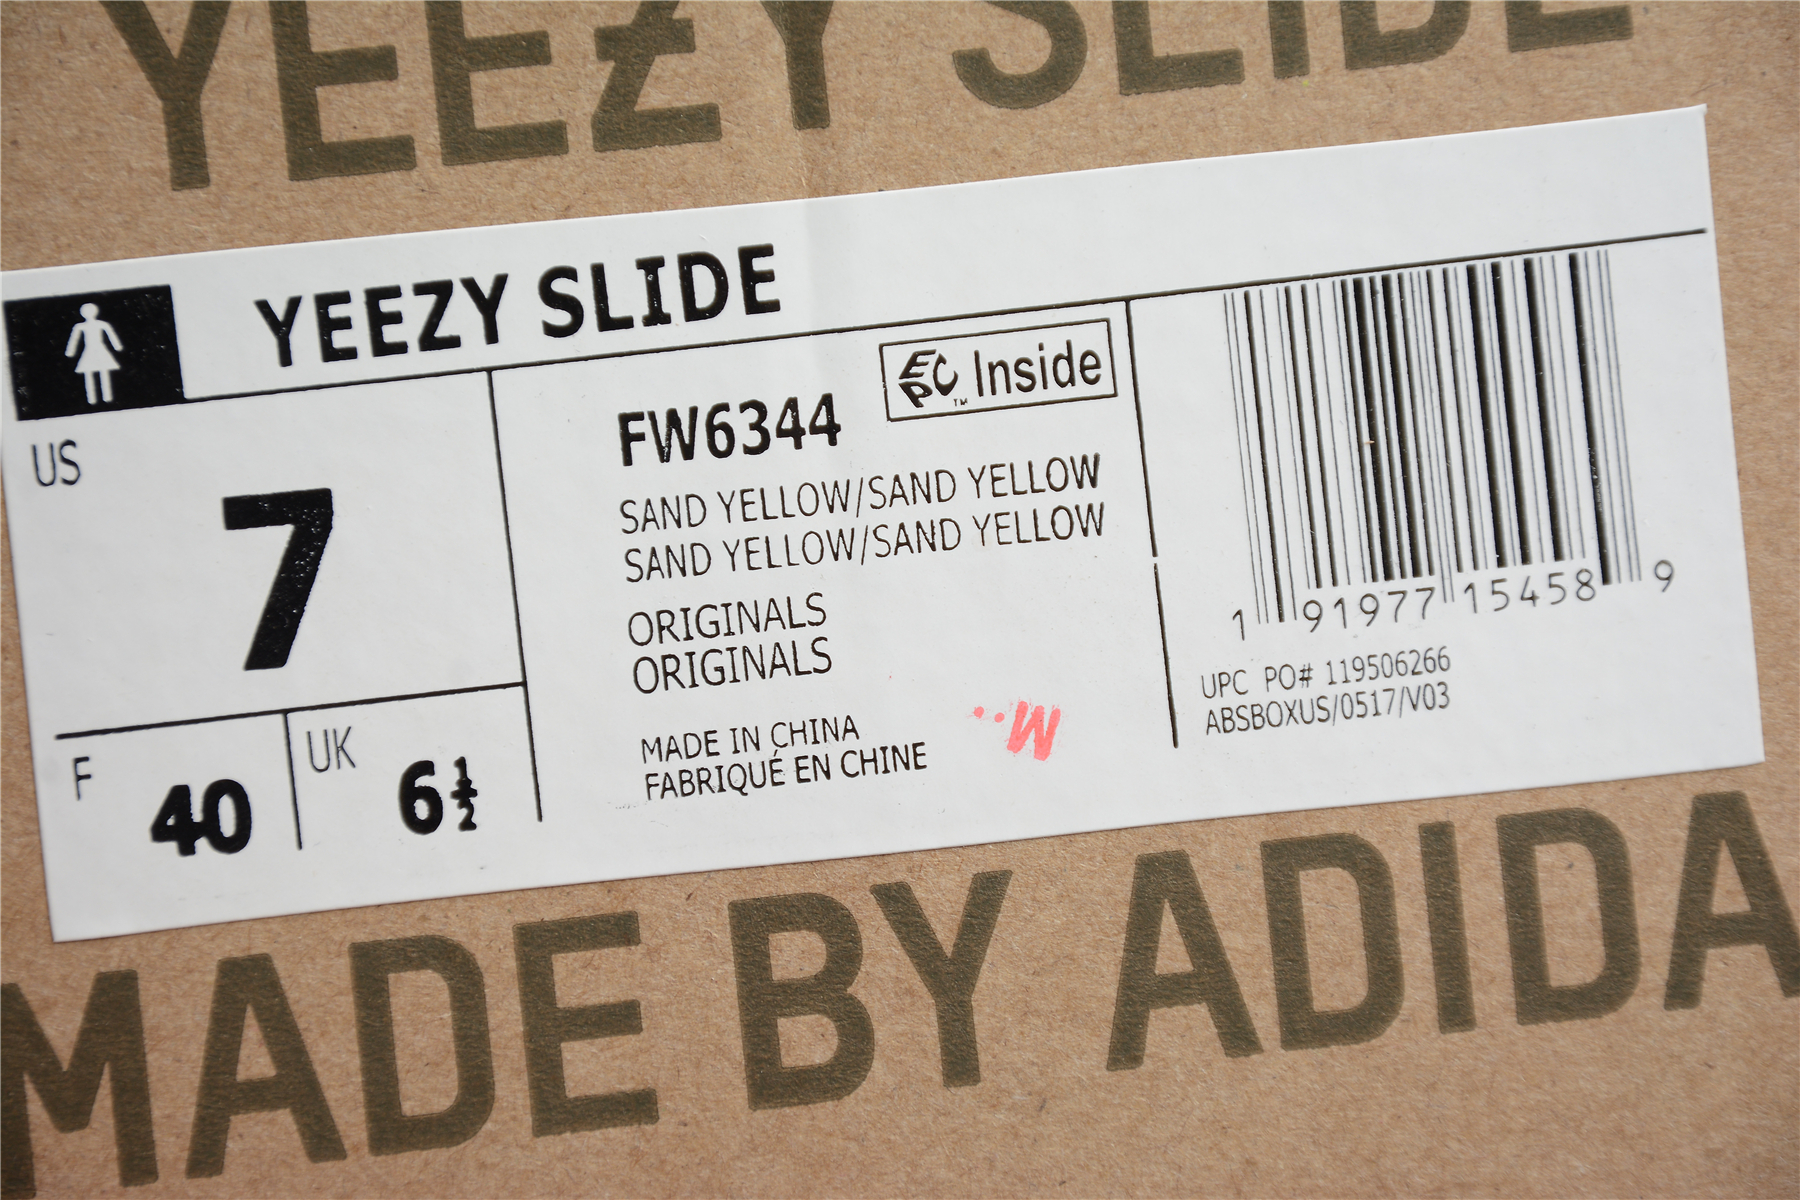 YEEZY SLIDE
YEEZY SLIDE
EPC™ Inside
US
7
FW6344
SAND YELLOW/SAND YELLOW
SAND YELLOW/SAND YELLOW
ORIGINALS
ORIGINALS
F
40
UK
6½
MADE IN CHINA
FABRIQUÉ EN CHINE
M
1 91977 15458 9
UPC PO# 119506266
ABSBOXUS/0517/V03
MADE BY ADIDA